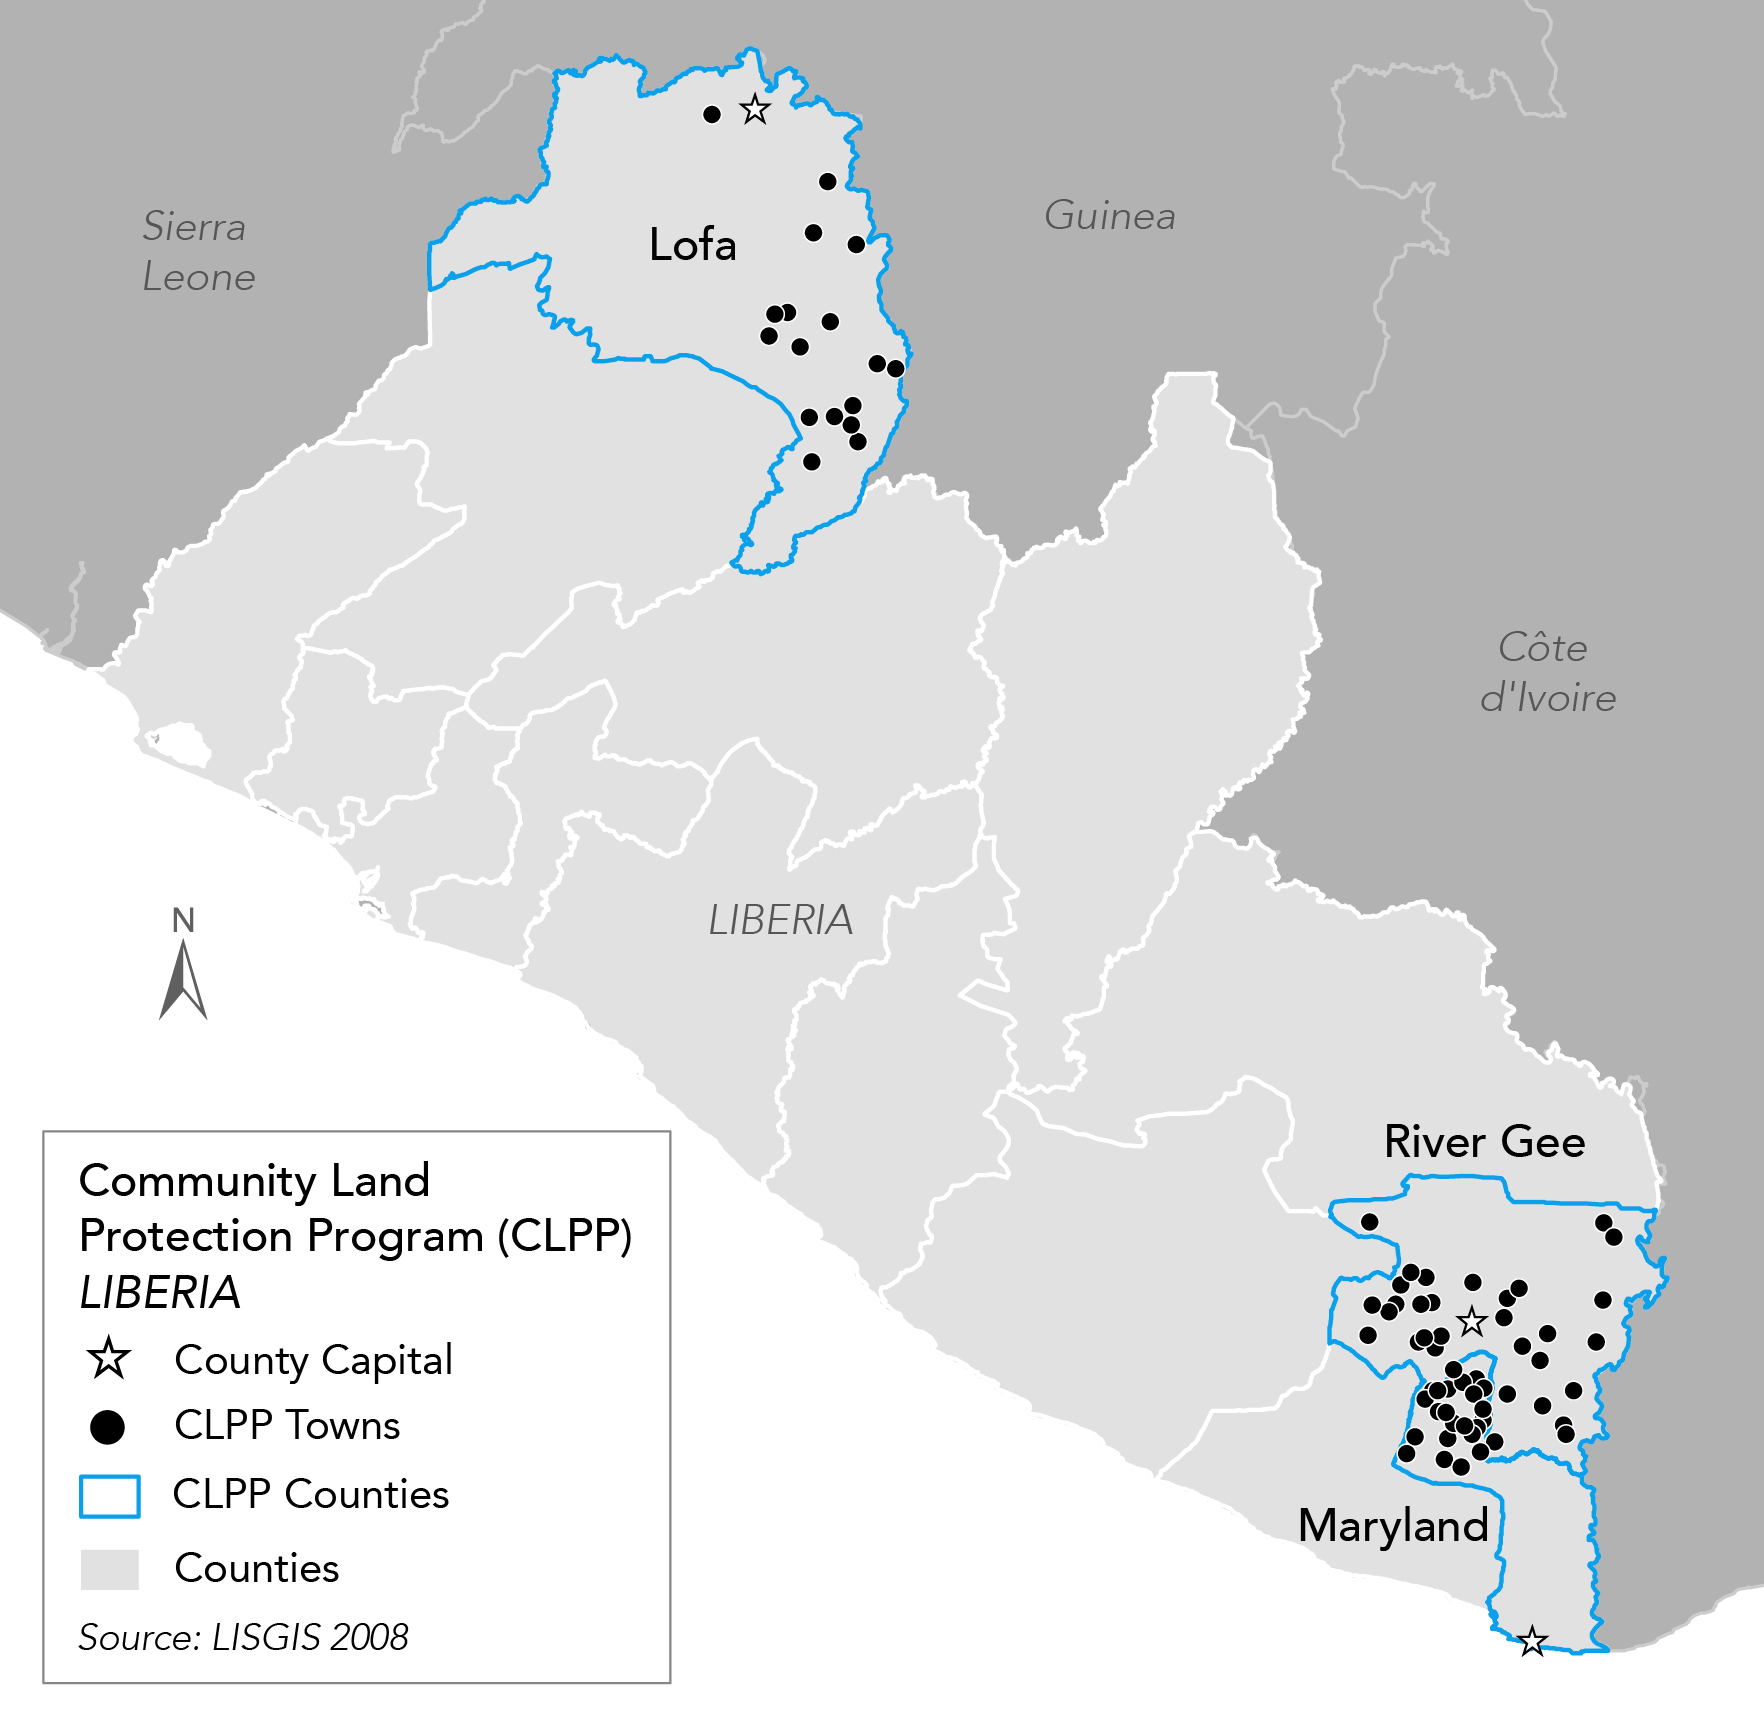 Sierra
Leone
Guinea
Lofa
Côte
d'Ivoire
LIBERIA
N
River Gee
Maryland
Community Land
Protection Program (CLPP)
LIBERIA
County Capital
CLPP Towns
CLPP Counties
Counties
Source: LISGIS 2008